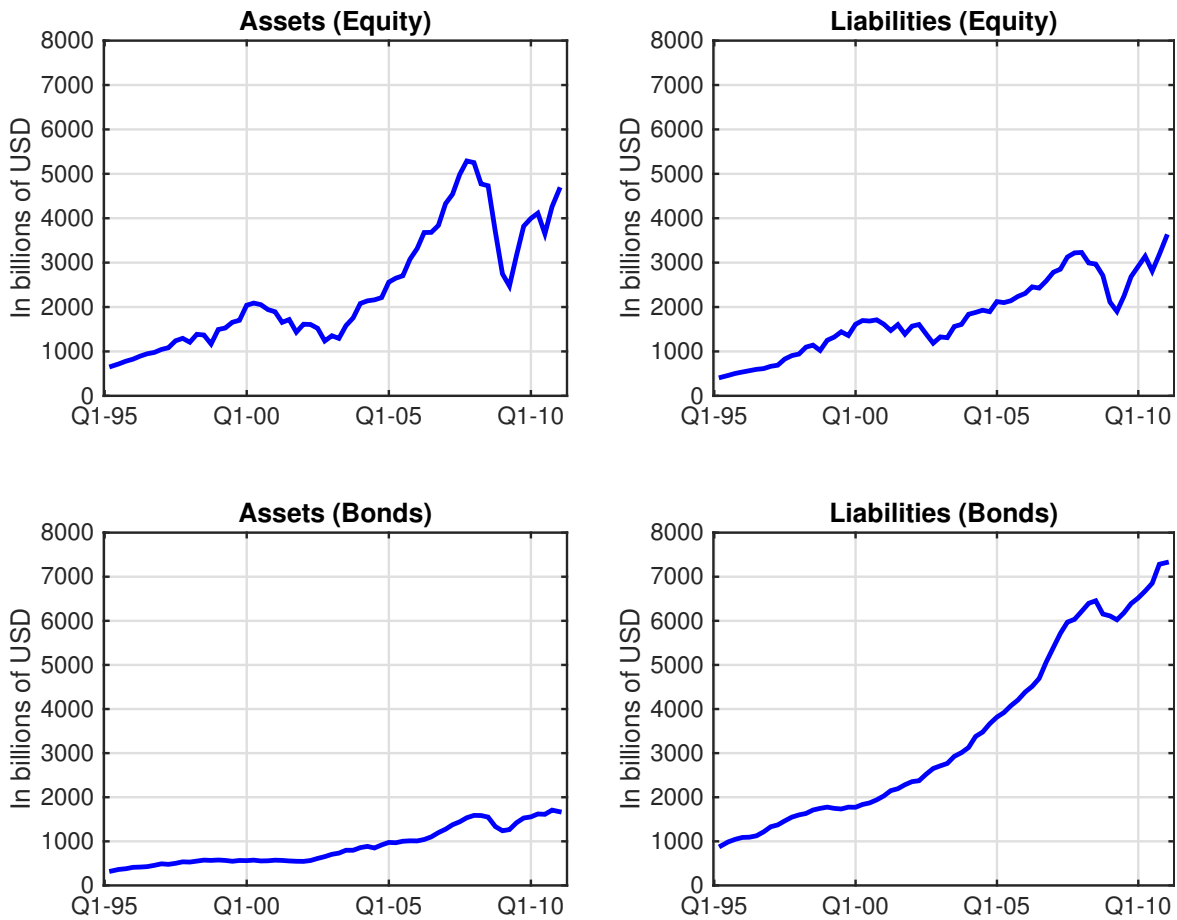 Assets (Equity)
In billions of USD
8000
7000
6000
5000
4000
3000
2000
1000
0
Q1-95
Q1-00
Q1-05
Q1-10
Liabilities (Equity)
In billions of USD
8000
7000
6000
5000
4000
3000
2000
1000
0
Q1-95
Q1-00
Q1-05
Q1-10
Assets (Bonds)
In billions of USD
8000
7000
6000
5000
4000
3000
2000
1000
0
Q1-95
Q1-00
Q1-05
Q1-10
Liabilities (Bonds)
In billions of USD
8000
7000
6000
5000
4000
3000
2000
1000
0
Q1-95
Q1-00
Q1-05
Q1-10